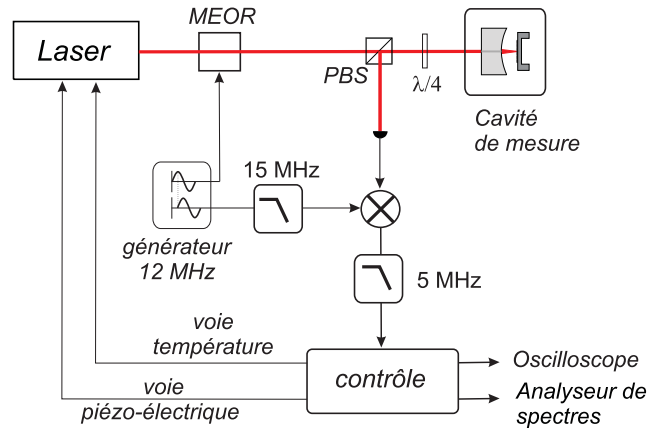 MEOR
Laser
PBS
λ/4
Cavité
de mesure
15 MHz
générateur
12 MHz
5 MHz
voie
température
contrôle
Oscilloscope
voie
piézo-électrique
Analyseur de
spectres